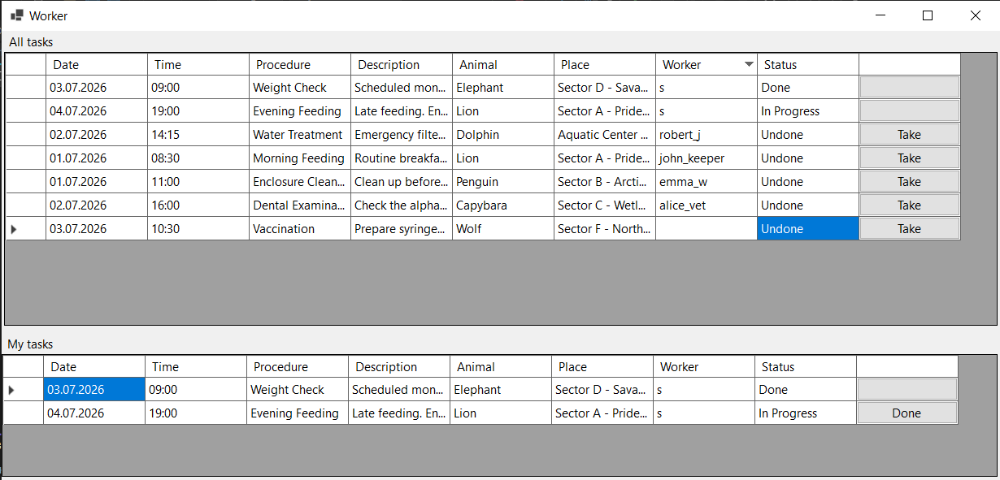 Worker
All tasks
Date Time Procedure Description Animal Place Worker Status
03.07.2026 09:00 Weight Check Scheduled mon... Elephant Sector D - Sava... s Done
04.07.2026 19:00 Evening Feeding Late feeding. En... Lion Sector A - Pride... s In Progress
02.07.2026 14:15 Water Treatment Emergency filte... Dolphin Aquatic Center ... robert_j Undone Take
01.07.2026 08:30 Morning Feeding Routine breakfa... Lion Sector A - Pride... john_keeper Undone Take
01.07.2026 11:00 Enclosure Clean... Clean up before... Penguin Sector B - Arcti... emma_w Undone Take
02.07.2026 16:00 Dental Examina... Check the alpha... Capybara Sector C - Wetl... alice_vet Undone Take
03.07.2026 10:30 Vaccination Prepare syringe... Wolf Sector F - North... Undone Take
My tasks
Date Time Procedure Description Animal Place Worker Status
03.07.2026 09:00 Weight Check Scheduled mon... Elephant Sector D - Sava... s Done
04.07.2026 19:00 Evening Feeding Late feeding. En... Lion Sector A - Pride... s In Progress Done